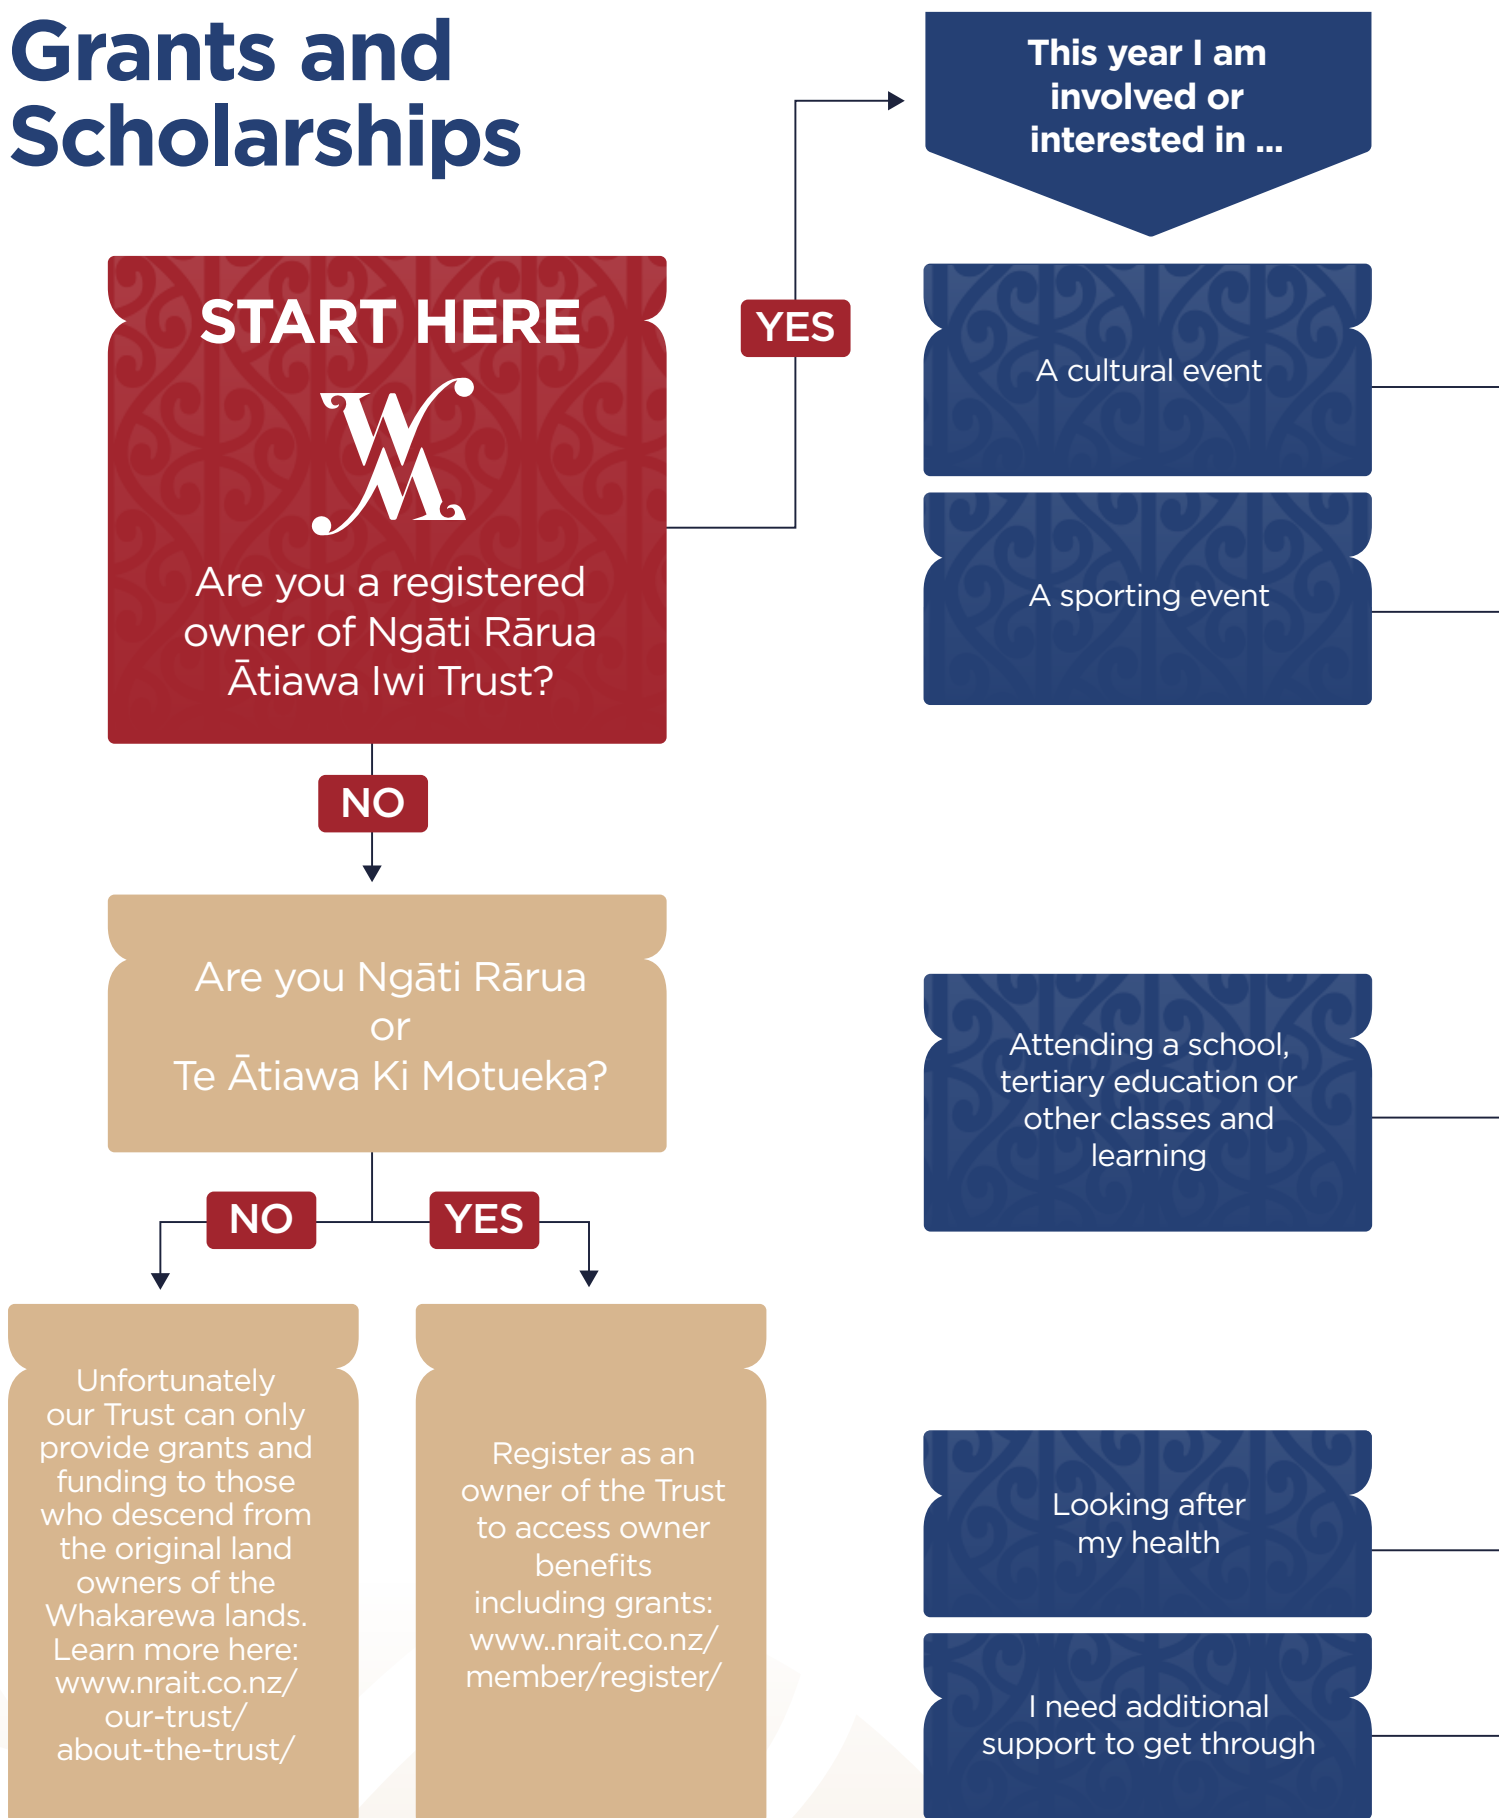 Grants and
Scholarships
START HERE
WM
Are you a registered
owner of Ngāti Rārua
Ātiawa Iwi Trust?
YES
NO
Are you Ngāti Rārua
or
Te Ātiawa Ki Motueka?
NO
YES
Unfortunately
our Trust can only
provide grants and
funding to those
who descend from
the original land
owners of the
Whakarewa lands.
Learn more here:
www.nrait.co.nz/
our-trust/
about-the-trust/
Register as an
owner of the Trust
to access owner
benefits
including grants:
www..nrait.co.nz/
member/register/
This year I am
involved or
interested in ...
A cultural event
A sporting event
Attending a school,
tertiary education or
other classes and
learning
Looking after
my health
I need additional
support to get through